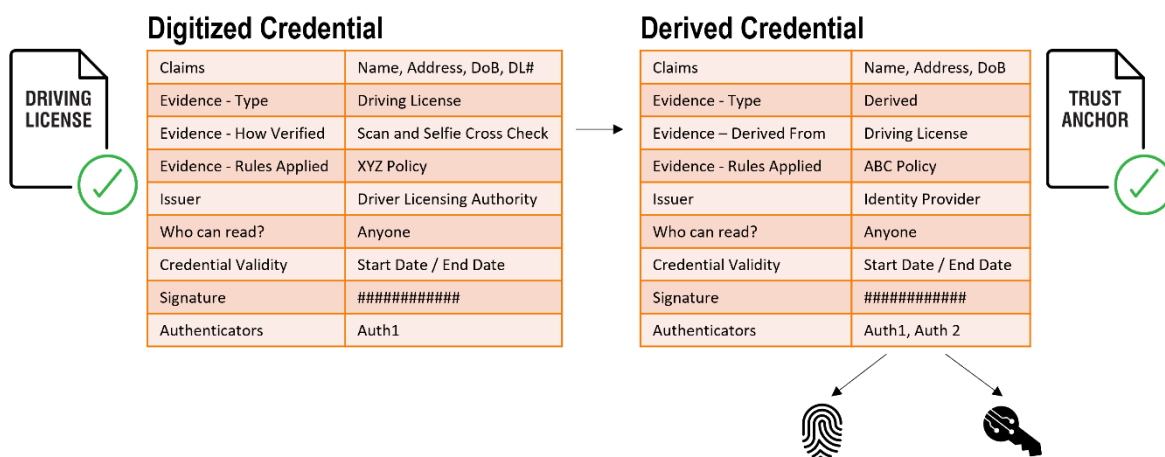 Digitized Credential
DRIVING
LICENSE
Claims Name, Address, DoB, DL#
Evidence - Type Driving License
Evidence - How Verified Scan and Selfie Cross Check
Evidence - Rules Applied XYZ Policy
Issuer Driver Licensing Authority
Who can read? Anyone
Credential Validity Start Date / End Date
Signature ############
Authenticators Auth1
Derived Credential
Claims Name, Address, DoB
Evidence - Type Derived
Evidence – Derived From Driving License
Evidence - Rules Applied ABC Policy
Issuer Identity Provider
Who can read? Anyone
Credential Validity Start Date / End Date
Signature ############
Authenticators Auth1, Auth 2
TRUST
ANCHOR